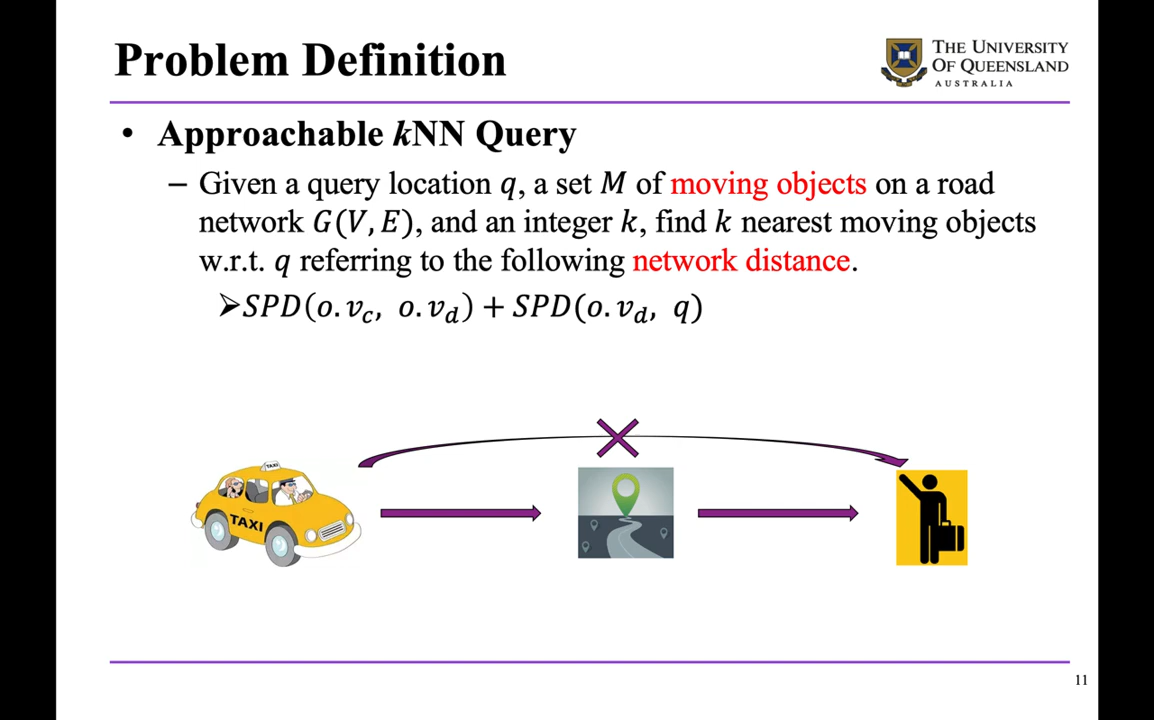 Problem Definition
THE UNIVERSITY
OF QUEENSLAND
AUSTRALIA
• Approachable kNN Query
– Given a query location q, a set M of moving objects on a road
network G(V, E), and an integer k, find k nearest moving objects
w.r.t. q referring to the following network distance.
➢SPD(o.v_c, o.v_d) + SPD(o.v_d, q)
TAXI
TAXI
11